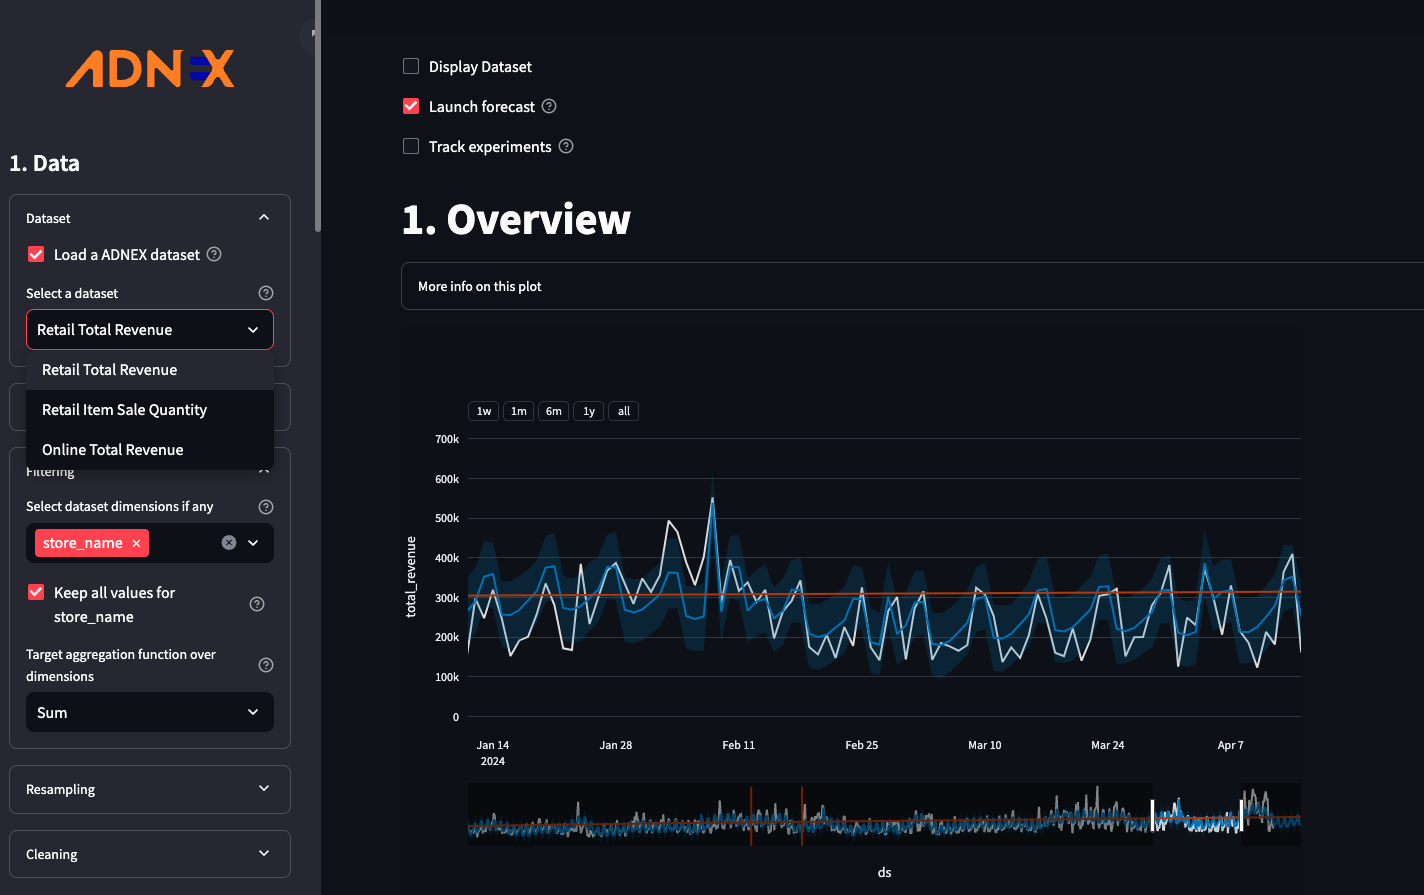 ADNEX
1. Data
Dataset
Load a ADNEX dataset
Select a dataset
Retail Total Revenue
Retail Total Revenue
Retail Item Sale Quantity
Online Total Revenue
Filtering
Select dataset dimensions if any
store_name
Keep all values for
store_name
Target aggregation function over
dimensions
Sum
Resampling
Cleaning
Display Dataset
Launch forecast
Track experiments
1. Overview
More info on this plot
1w 1m 6m 1y all
700k
600k
500k
400k
300k
200k
100k
0
total_revenue
Jan 14 Jan 28 Feb 11 Feb 25 Mar 10 Mar 24 Apr 7
2024
ds